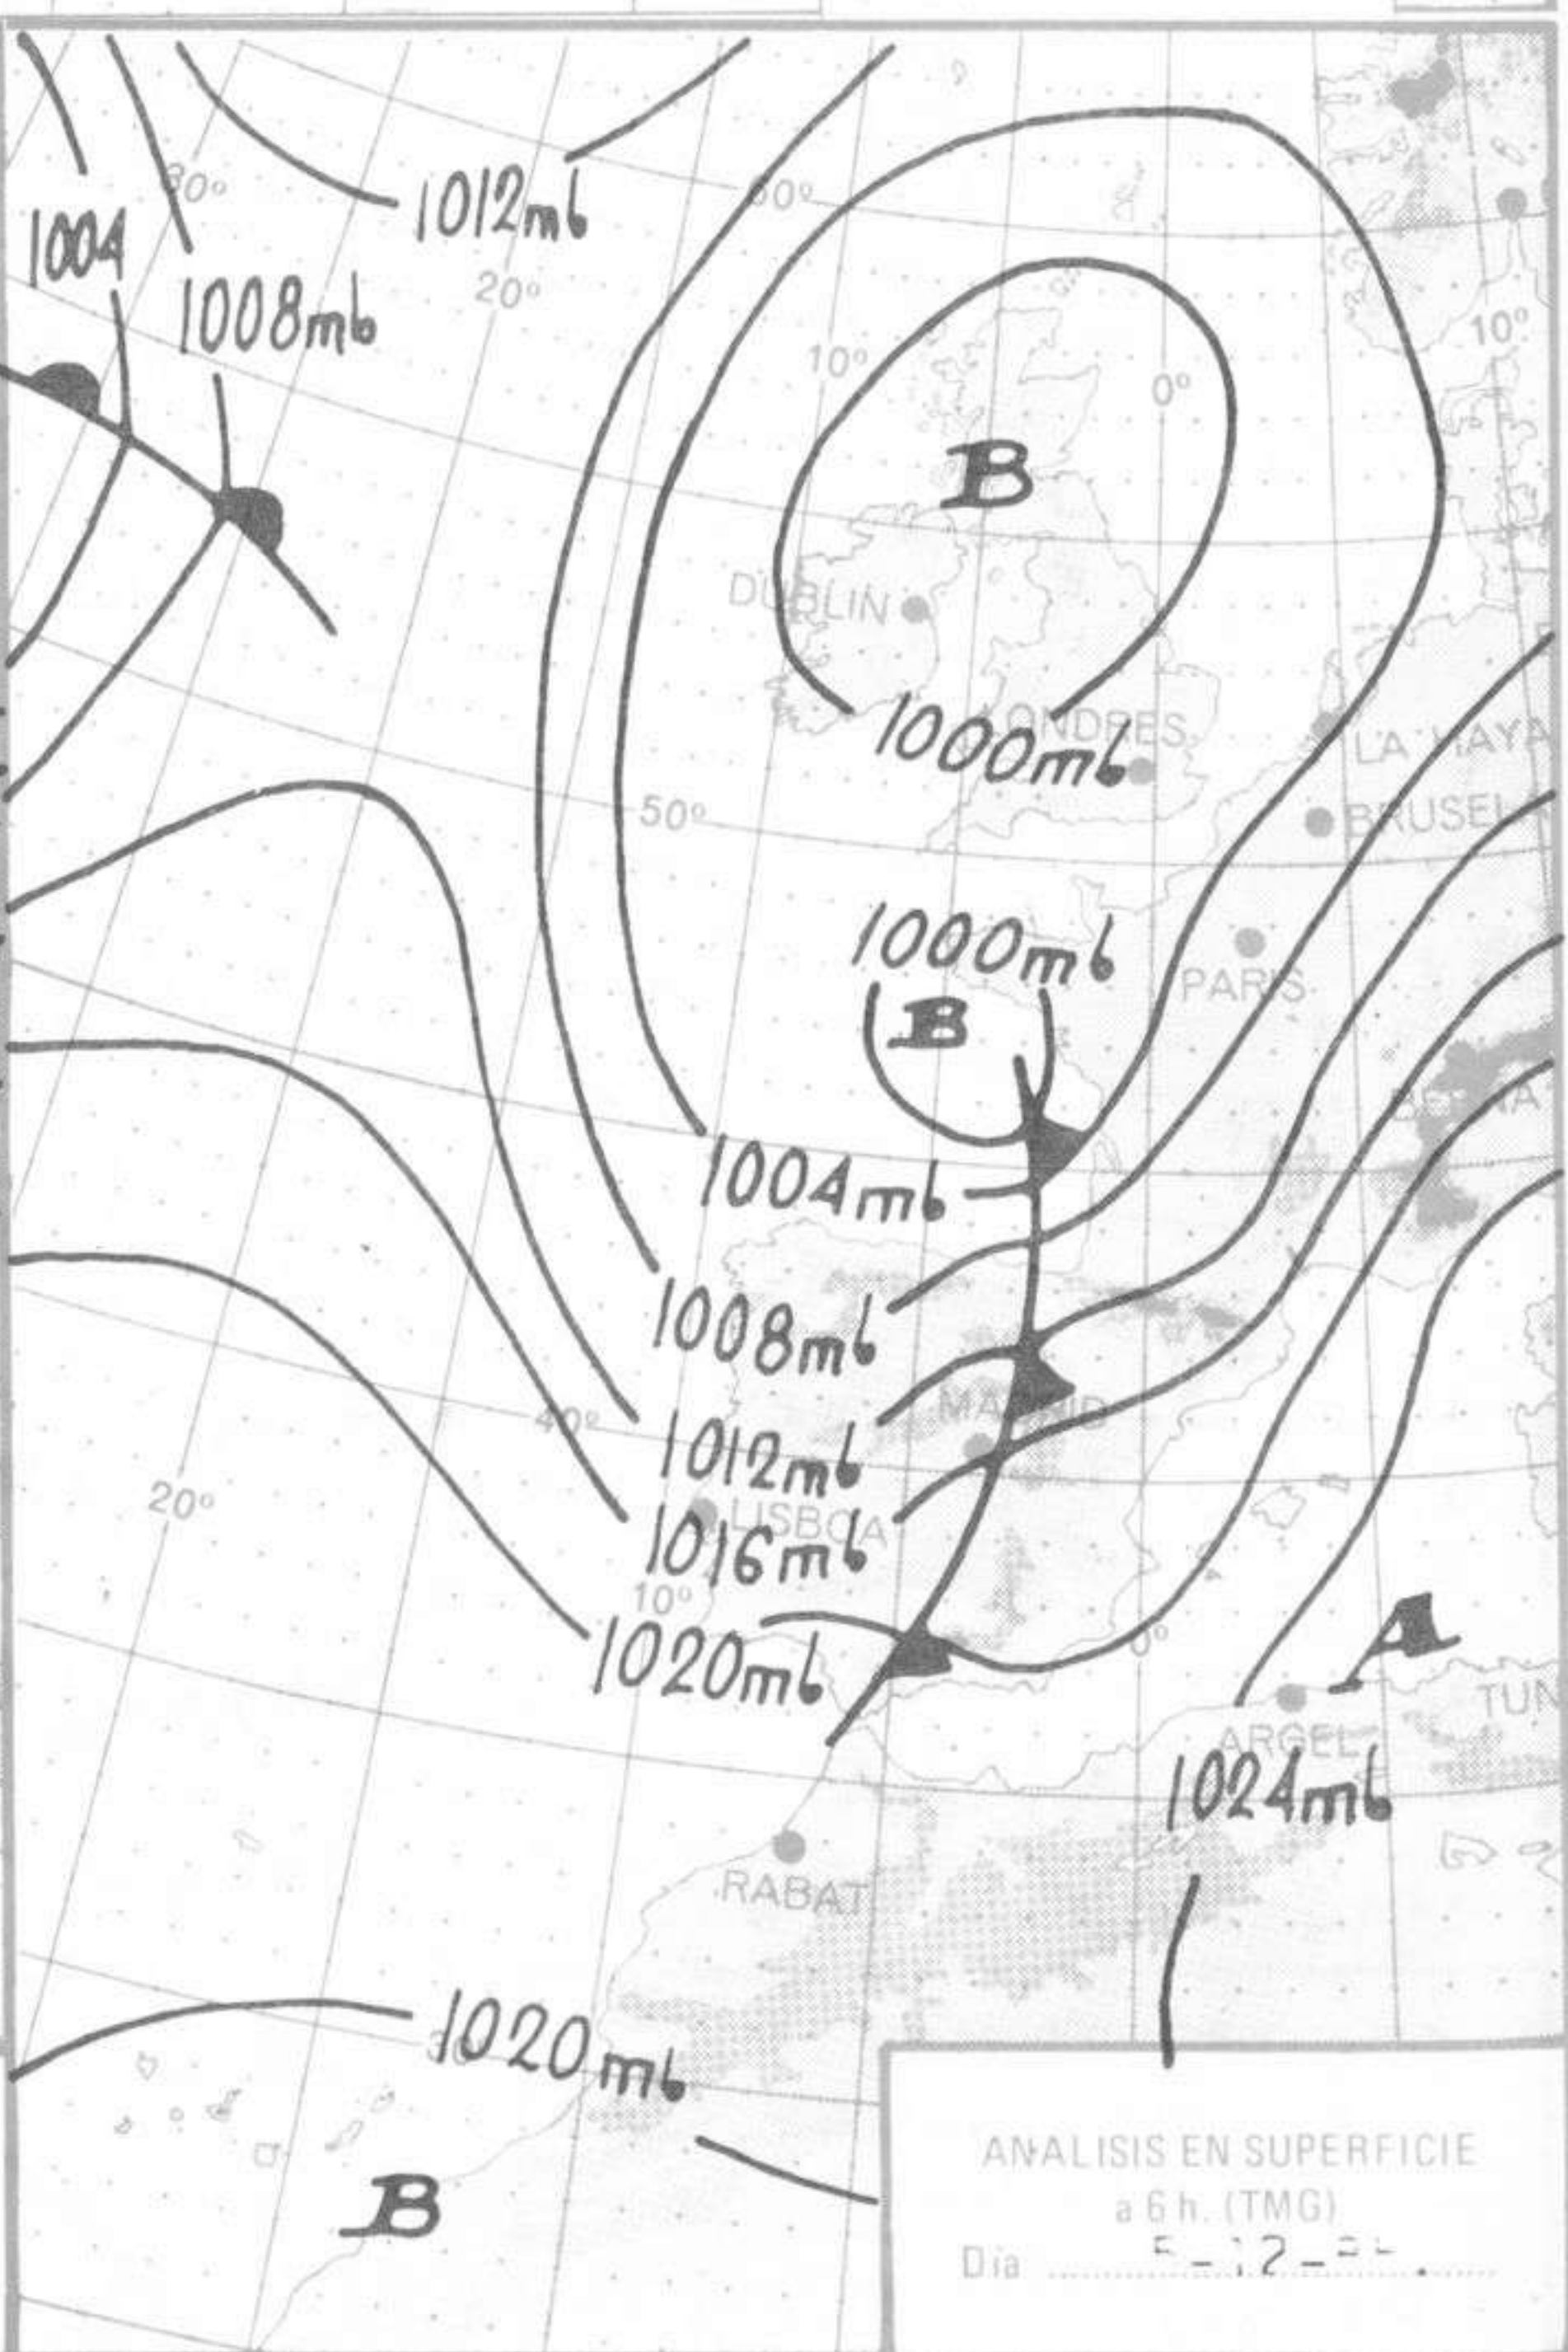 60°
30°
1012mb
1004
20°
1008mb
10°
10°
0°
B
DUBLIN
LONDRES
1000mb
LA HAYA
50°
BRUSEL
1000mb
PARIS
B
BERNA
1004mb
1008mb
MADRID
40°
1012mb
20°
LISBOA
1016mb
10°
A
0°
1020mb
TUN
ARGEL
1024mb
RABAT
1020mb
B
ANALISIS EN SUPERFICIE
a 6 h. (TMG)
Dia